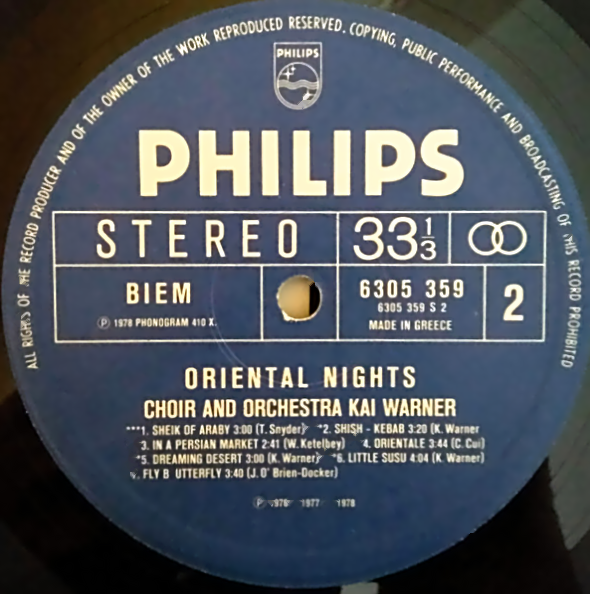 ALL RIGHTS OF THE RECORD PRODUCER AND OF THE OWNER OF THE WORK REPRODUCED RESERVED. COPYING, PUBLIC PERFORMANCE AND BROADCASTING OF THIS RECORD PROHIBITED
PHILIPS
PHILIPS
STEREO 33 1/3
BIEM 6305 359 2
6305 359 S 2
℗ 1978 PHONOGRAM 410 X. MADE IN GREECE
ORIENTAL NIGHTS
CHOIR AND ORCHESTRA KAI WARNER
***1. SHEIK OF ARABY 3:00 (T. Snyder) *2. SHISH - KEBAB 3:20 (K. Warner
3. IN A PERSIAN MARKET 2:41 (W. Ketelbey) *4. ORIENTALE 3:44 (C. Cui)
*5. DREAMING DESERT 3:00 (K. Warner) *6. LITTLE SUSU 4:04 (K. Warner)
FLY B UTTERFLY 3:40 (J. O' Brien-Docker)
℗ 1976 1977 1978